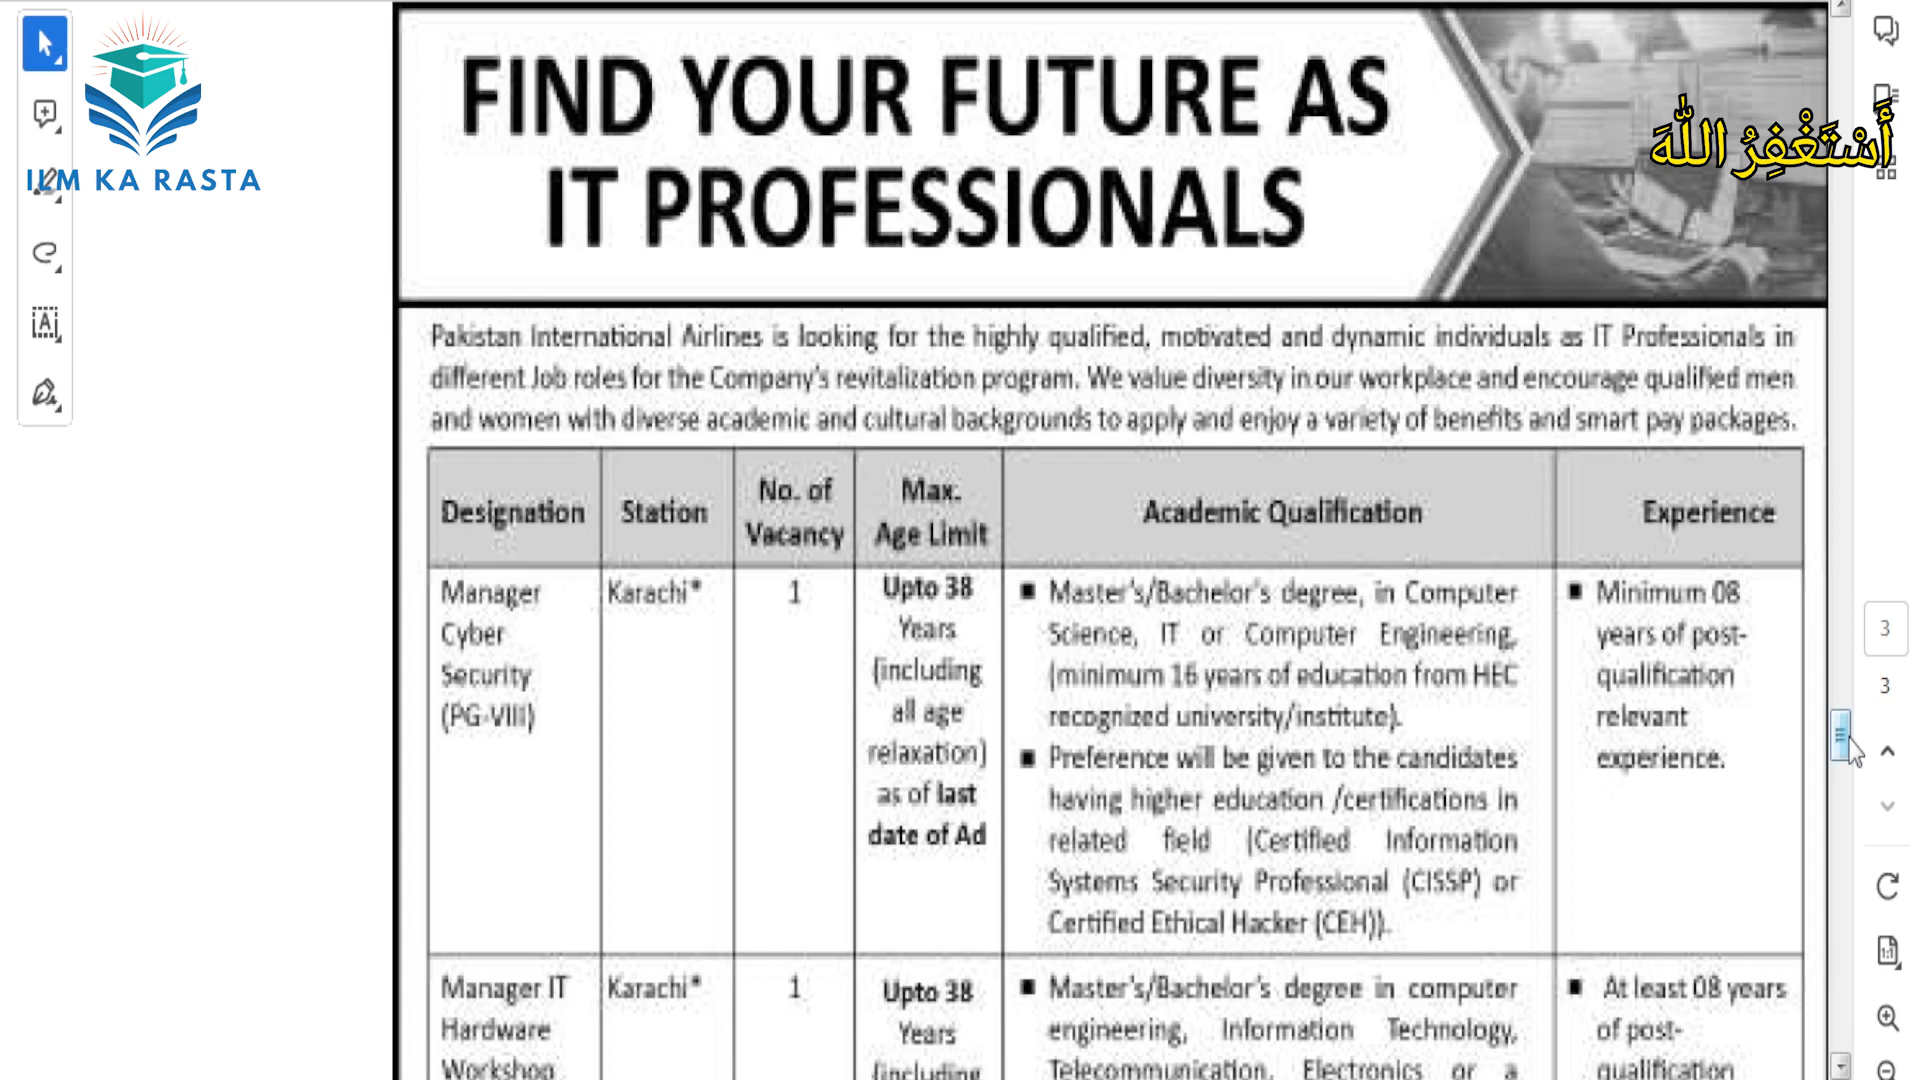 ILM KA RASTA
أَسْتَغْفِرُ اللّٰهَ
FIND YOUR FUTURE AS
IT PROFESSIONALS
Pakistan International Airlines is looking for the highly qualified, motivated and dynamic individuals as IT Professionals in
different Job roles for the Company's revitalization program. We value diversity in our workplace and encourage qualified men
and women with diverse academic and cultural backgrounds to apply and enjoy a variety of benefits and smart pay packages.
Designation
Station
No. of
Vacancy
Max.
Age Limit
Academic Qualification
Experience
Manager
Cyber
Security
(PG-VIII)
Karachi*
1
Upto 38
Years
(including
all age
relaxation)
as of last
date of Ad
■ Master's/Bachelor's degree, in Computer
Science, IT or Computer Engineering,
(minimum 16 years of education from HEC
recognized university/institute).
■ Preference will be given to the candidates
having higher education /certifications in
related field (Certified Information
Systems Security Professional (CISSP) or
Certified Ethical Hacker (CEH)).
■ Minimum 08
years of post-
qualification
relevant
experience.
Manager IT
Hardware
Workshop
Karachi*
1
Upto 38
Years
(including
■ Master's/Bachelor's degree in computer
engineering, Information Technology,
Telecommunication, Electronics or a
■ At least 08 years
of post-
qualification
3
3
1:1